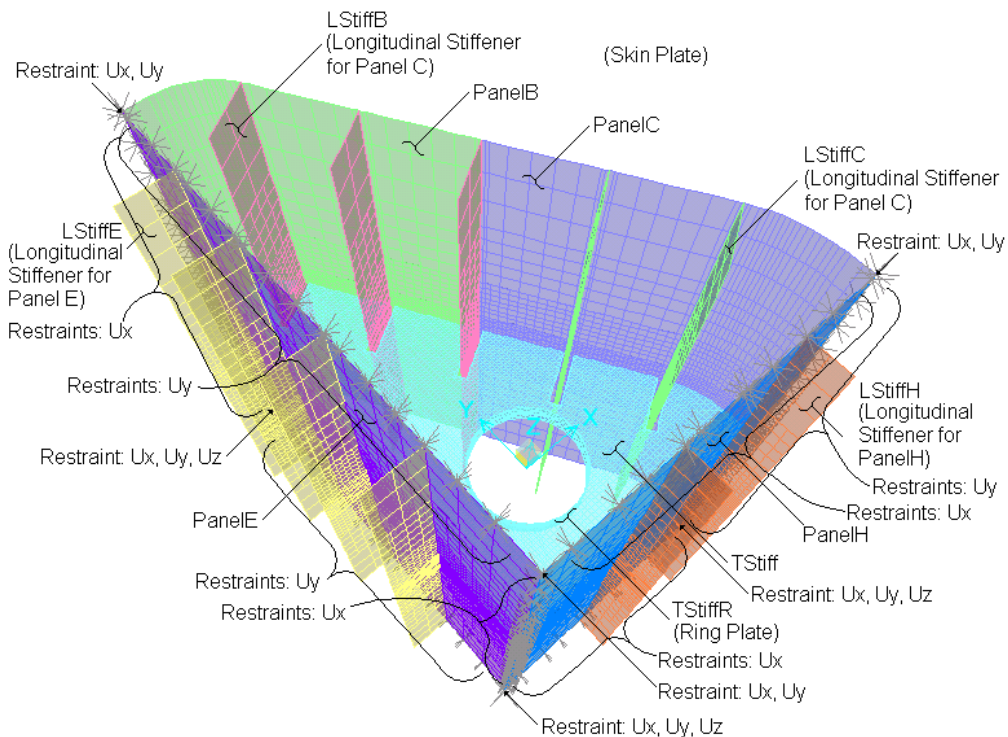 LStiffB
(Longitudinal Stiffener
for Panel C)
(Skin Plate)
Restraint: Ux, Uy
PanelB
PanelC
LStiffC
(Longitudinal Stiffener
for Panel C)
Restraint: Ux, Uy
LStiffE
(Longitudinal
Stiffener for
Panel E)
Restraints: Ux
Restraints: Uy
Restraint: Ux, Uy, Uz
PanelE
Restraints: Uy
Restraints: Ux
Y
Z
X
LStiffH
(Longitudinal
Stiffener for
PanelH)
Restraints: Uy
Restraints: Ux
PanelH
TStiff
Restraint: Ux, Uy, Uz
TStiffR
(Ring Plate)
Restraints: Ux
Restraint: Ux, Uy
Restraint: Ux, Uy, Uz